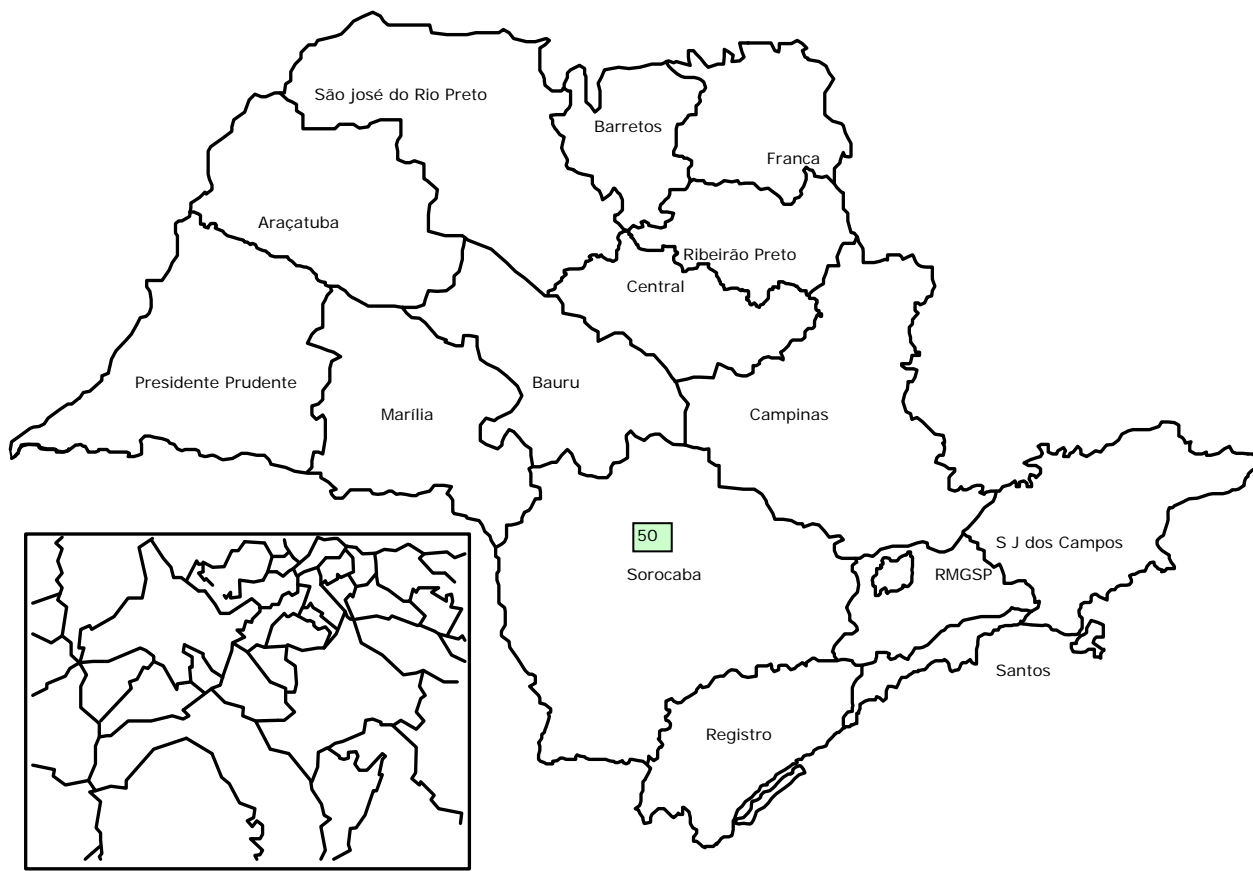 São josé do Rio Preto
Barretos
Franca
Araçatuba
Ribeirão Preto
Central
Presidente Prudente
Bauru
Marília
Campinas
50
S J dos Campos
Sorocaba
RMGSP
Santos
Registro